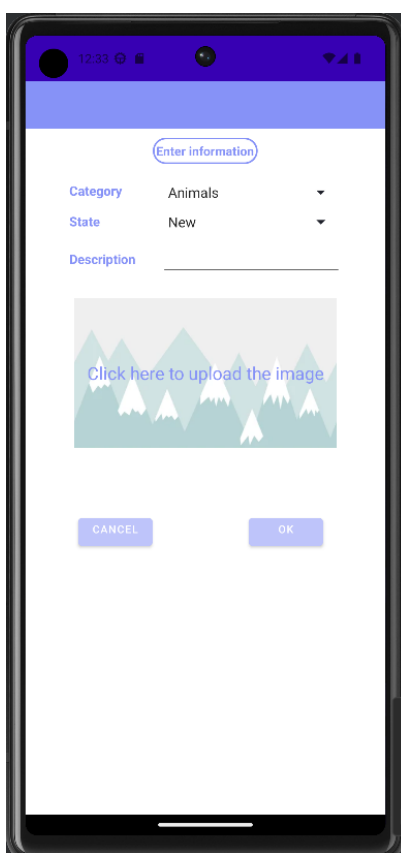 12:33
Enter information
Category Animals
State New
Description
Click here to upload the image
CANCEL OK